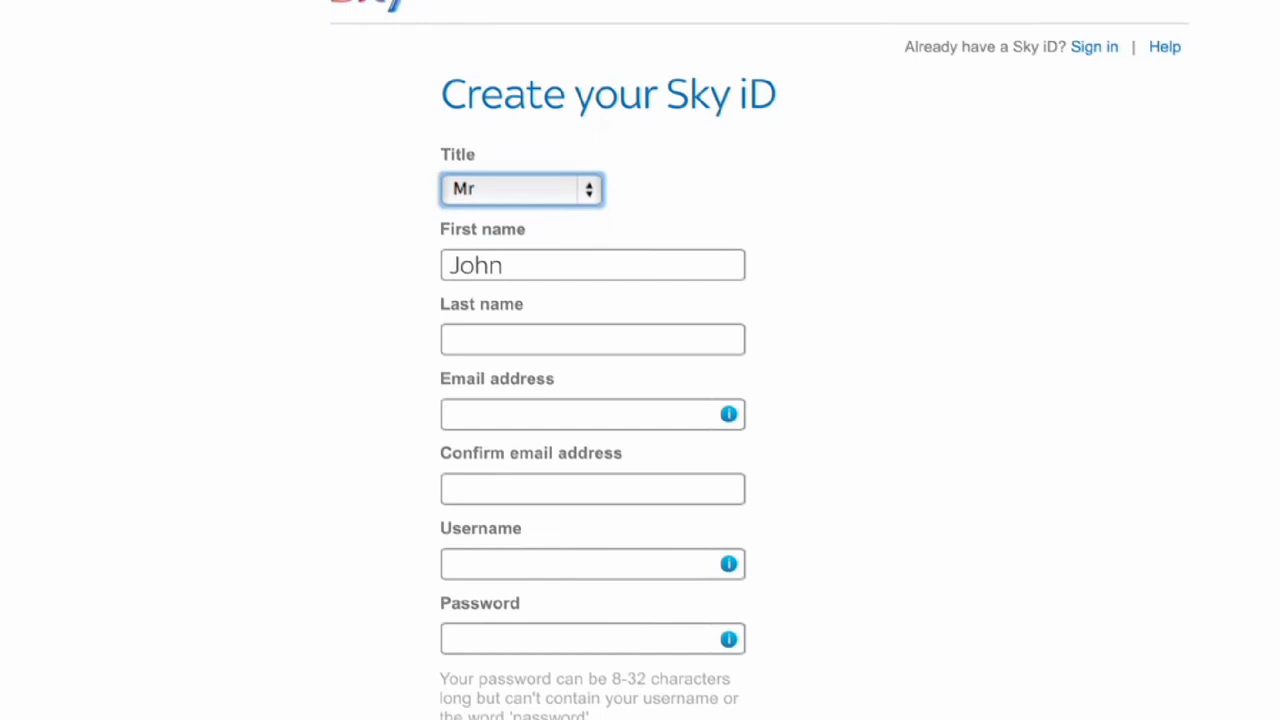 sky
Already have a Sky iD? Sign in | Help
Create your Sky iD
Title
Mr
First name
John
Last name
Email address
i
Confirm email address
Username
i
Password
i
Your password can be 8-32 characters
long but can't contain your username or
the word 'password'